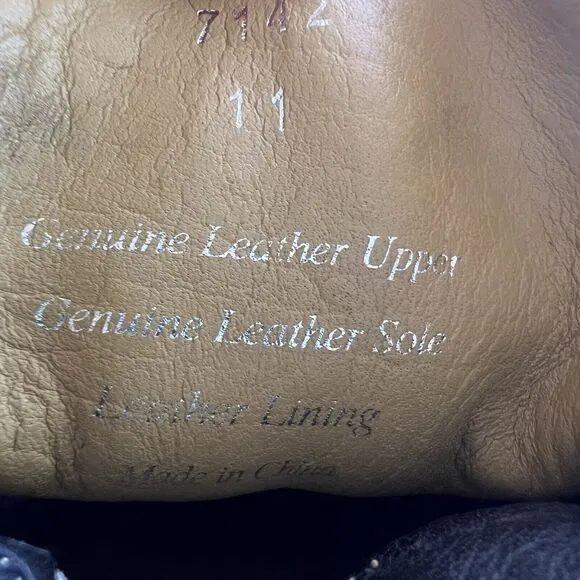 7142
11
Genuine Leather Upper
Genuine Leather Sole
Leather Lining
Made in China